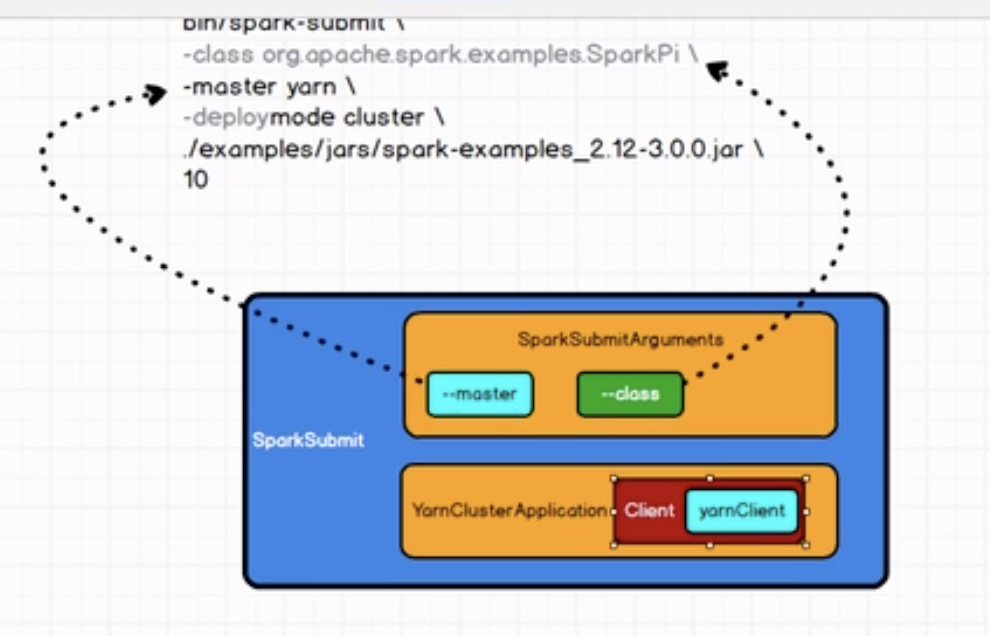 bin/spark-submit \
-class org.apache.spark.examples.SparkPi \
-master yarn \
-deploymode cluster \
./examples/jars/spark-examples_2.12-3.0.0.jar \
10
SparkSubmitArguments
--master
--class
SparkSubmit
YarnClusterApplication
Client
yarnClient